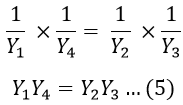 1/Y₁ × 1/Y₄ = 1/Y₂ × 1/Y₃
Y₁Y₄ = Y₂Y₃ … (5)